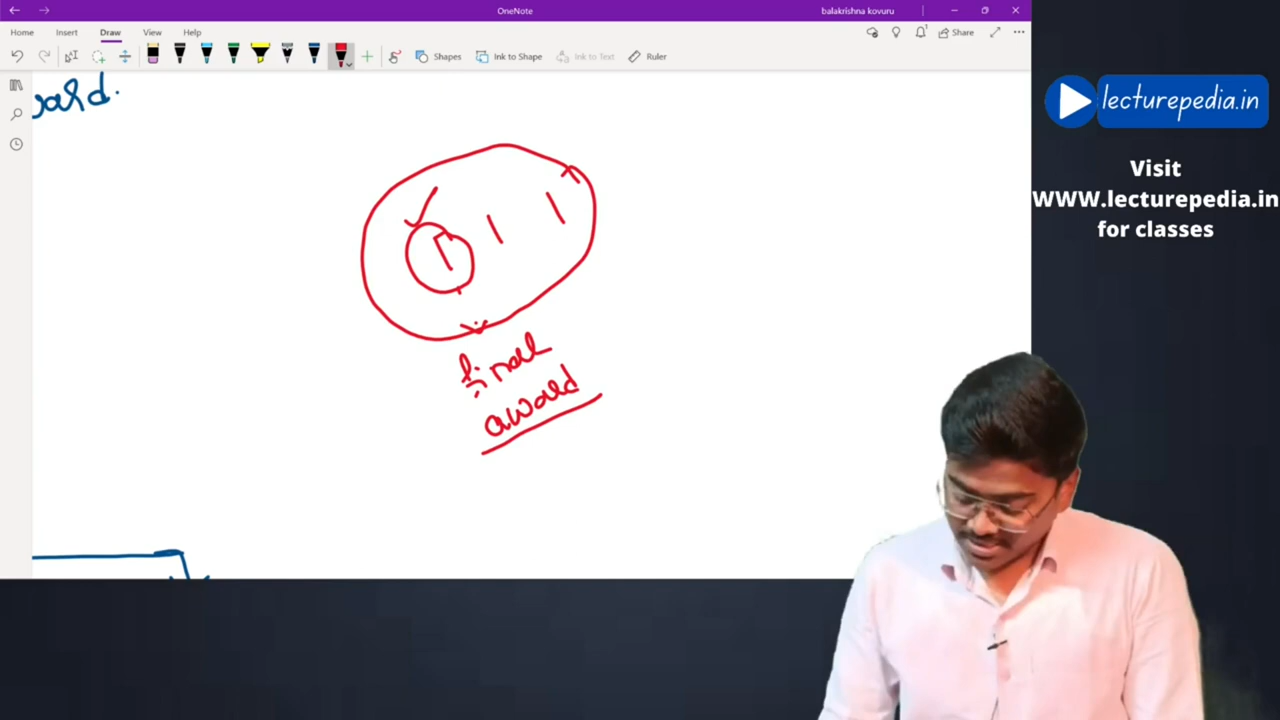 OneNote
balakrishna kovuru
Home Insert Draw View Help
Share
Shapes Ink to Shape Ink to Text Ruler
final
award
lecturepedia.in
Visit
WWW.lecturepedia.in
for classes